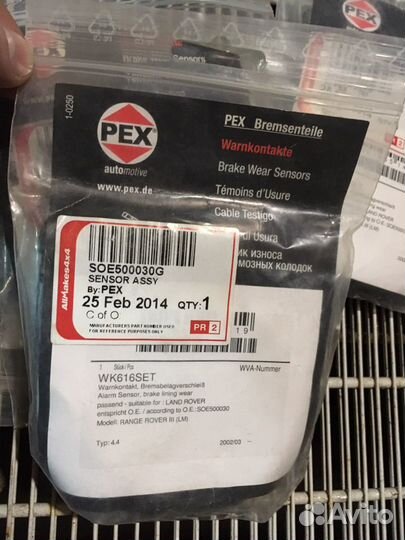 PEX
automotive
www.pex.de
1-0250
PEX Bremsenteile
Warnkontakte
Brake Wear Sensors
Témoins d'Usure
Cable Testigo
di Usura
ик износа
мозных колодок
AllMakes4x4
SOE500030G
SENSOR ASSY
By: PEX
25 Feb 2014 QTY: 1
C of O
MANUFACTURERS PART NUMBER USED
FOR REFERENCE PURPOSES ONLY
PR 2
19
1 Stück / Pcs WVA-Nummer
WK616SET
Warnkontakt, Bremsbelagverschleiß
Alarm Sensor, brake lining wear
passend - suitable for : LAND ROVER
entspricht O.E. / according to O.E.:SOE500030
Modell: RANGE ROVER III (LM)
Typ: 4.4 2002/03 --
PEX
automotive
Avito